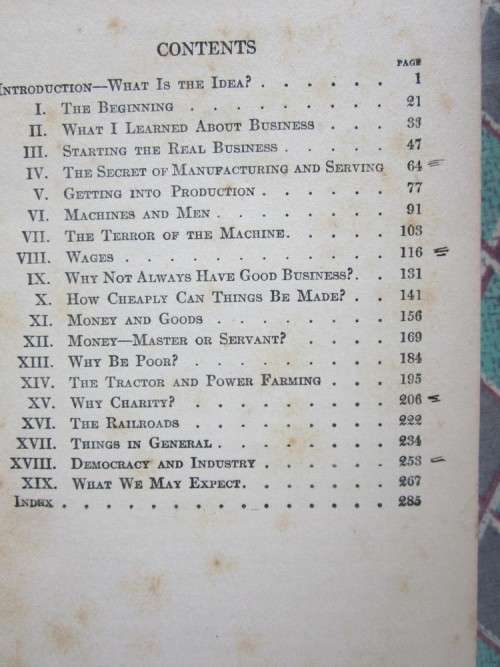 CONTENTS
PAGE
INTRODUCTION—WHAT IS THE IDEA? . . . . . . 1
I. THE BEGINNING . . . . . . . . 21
II. WHAT I LEARNED ABOUT BUSINESS . . . . 33
III. STARTING THE REAL BUSINESS . . . . . 47
IV. THE SECRET OF MANUFACTURING AND SERVING 64
V. GETTING INTO PRODUCTION . . . . . . 77
VI. MACHINES AND MEN . . . . . . . 91
VII. THE TERROR OF THE MACHINE. . . . . 103
VIII. WAGES . . . . . . . . . . 116
IX. WHY NOT ALWAYS HAVE GOOD BUSINESS? . . 131
X. HOW CHEAPLY CAN THINGS BE MADE? . . 141
XI. MONEY AND GOODS . . . . . . . 156
XII. MONEY—MASTER OR SERVANT? . . . . 169
XIII. WHY BE POOR? . . . . . . . . 184
XIV. THE TRACTOR AND POWER FARMING . . . 195
XV. WHY CHARITY? . . . . . . . . 206
XVI. THE RAILROADS . . . . . . . . 222
XVII. THINGS IN GENERAL . . . . . . . 234
XVIII. DEMOCRACY AND INDUSTRY . . . . . 253
XIX. WHAT WE MAY EXPECT. . . . . . . 267
INDEX . . . . . . . . . . . . . 285